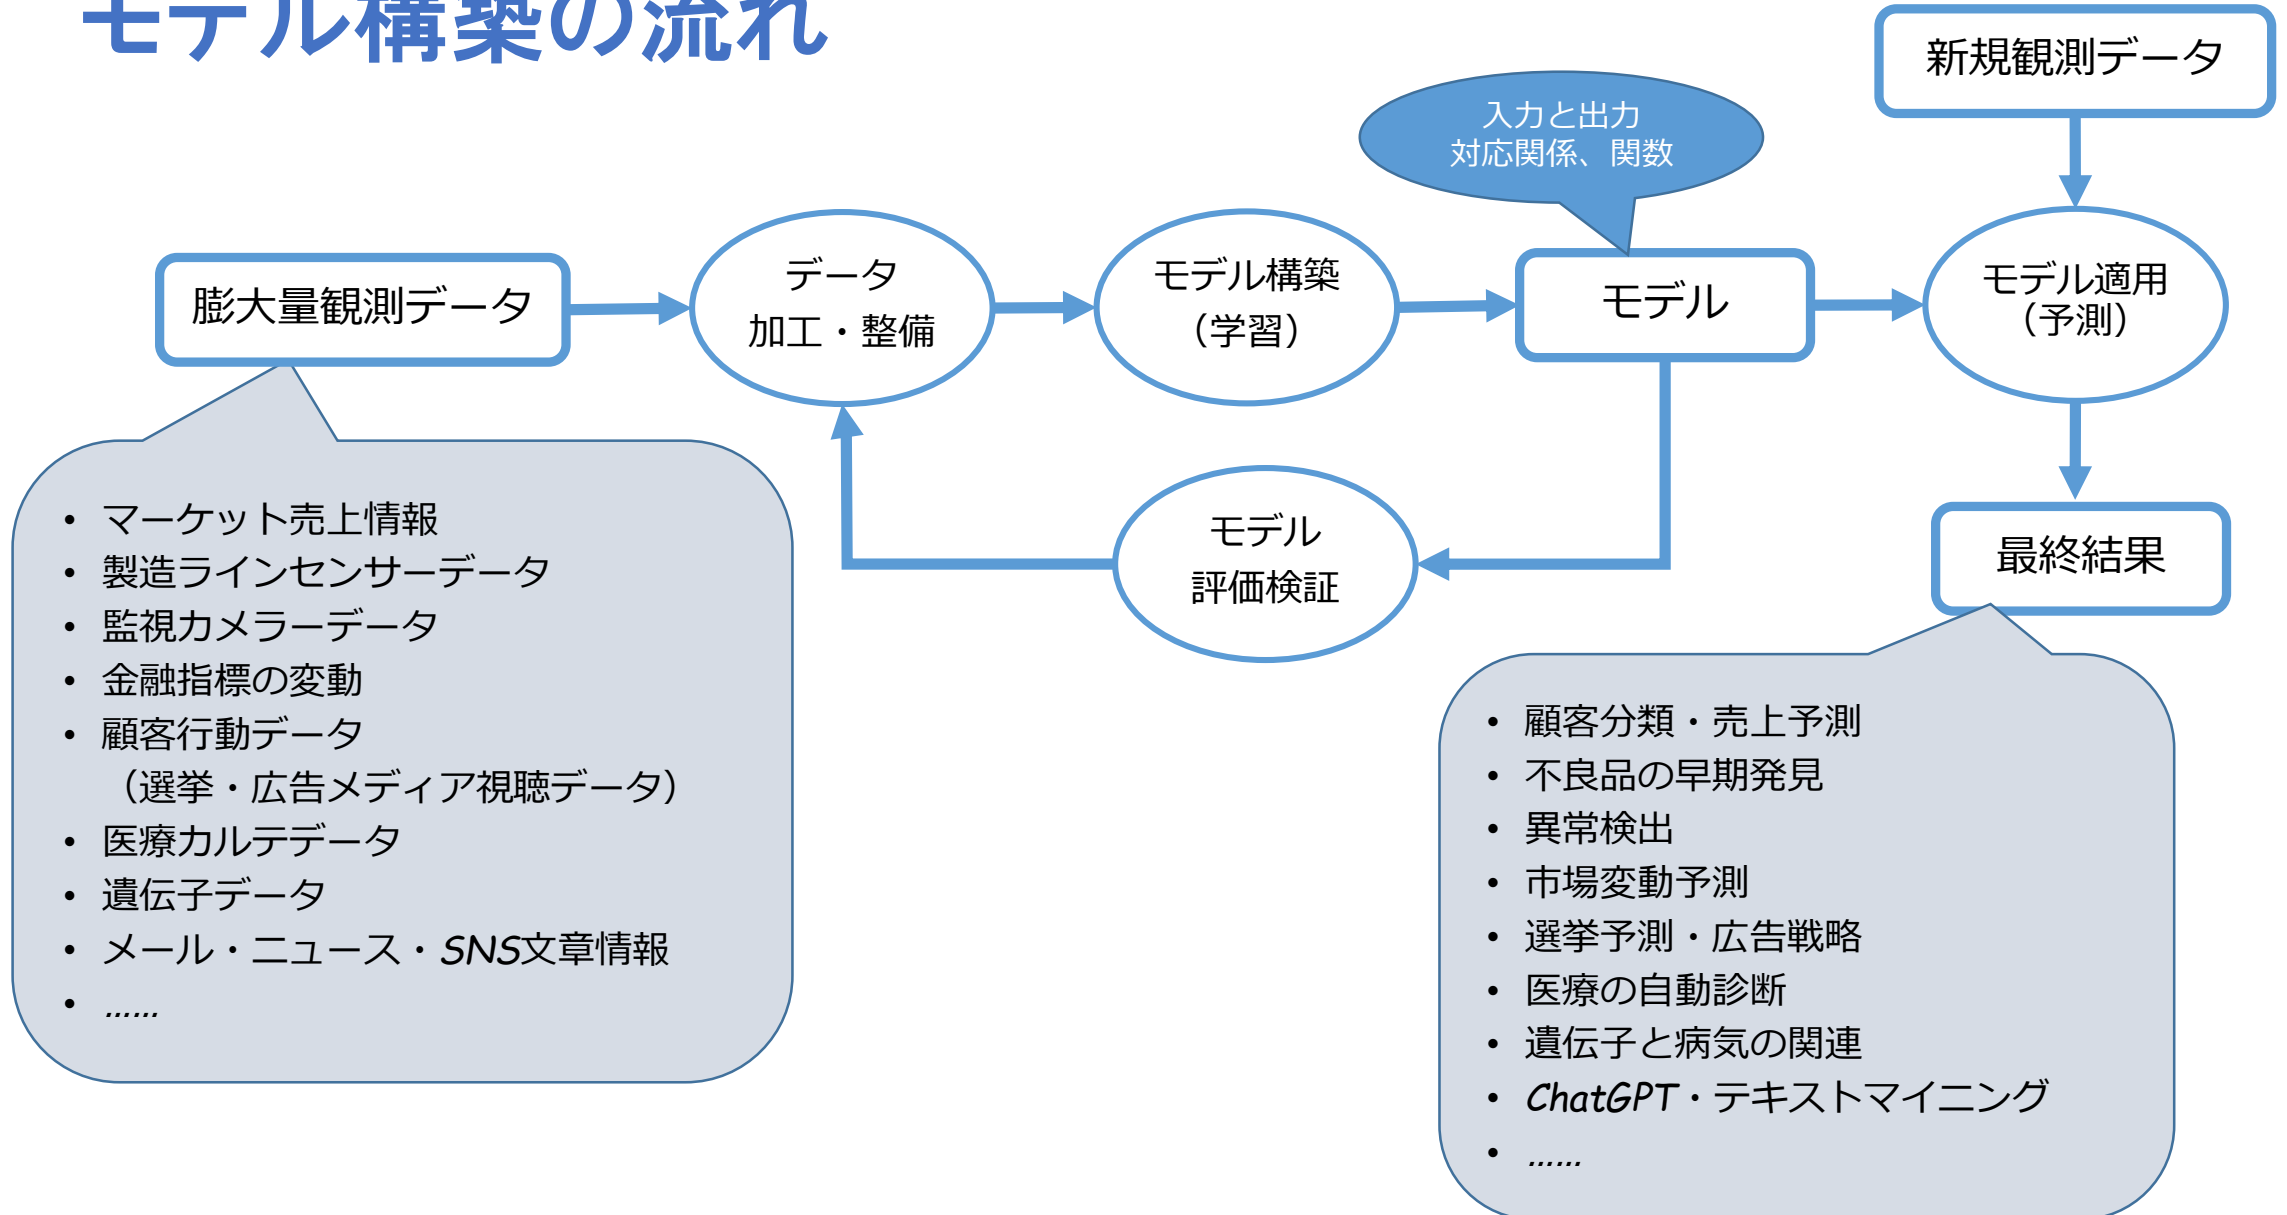 モデル構築の流れ
新規観測データ
入力と出力
対応関係、関数
膨大量観測データ
データ
加工・整備
モデル構築
（学習）
モデル
モデル適用
（予測）
モデル
評価検証
最終結果
• マーケット売上情報
• 製造ラインセンサーデータ
• 監視カメラーデータ
• 金融指標の変動
• 顧客行動データ
（選挙・広告メディア視聴データ）
• 医療カルテデータ
• 遺伝子データ
• メール・ニュース・SNS文章情報
• ……
• 顧客分類・売上予測
• 不良品の早期発見
• 異常検出
• 市場変動予測
• 選挙予測・広告戦略
• 医療の自動診断
• 遺伝子と病気の関連
• ChatGPT・テキストマイニング
• ……